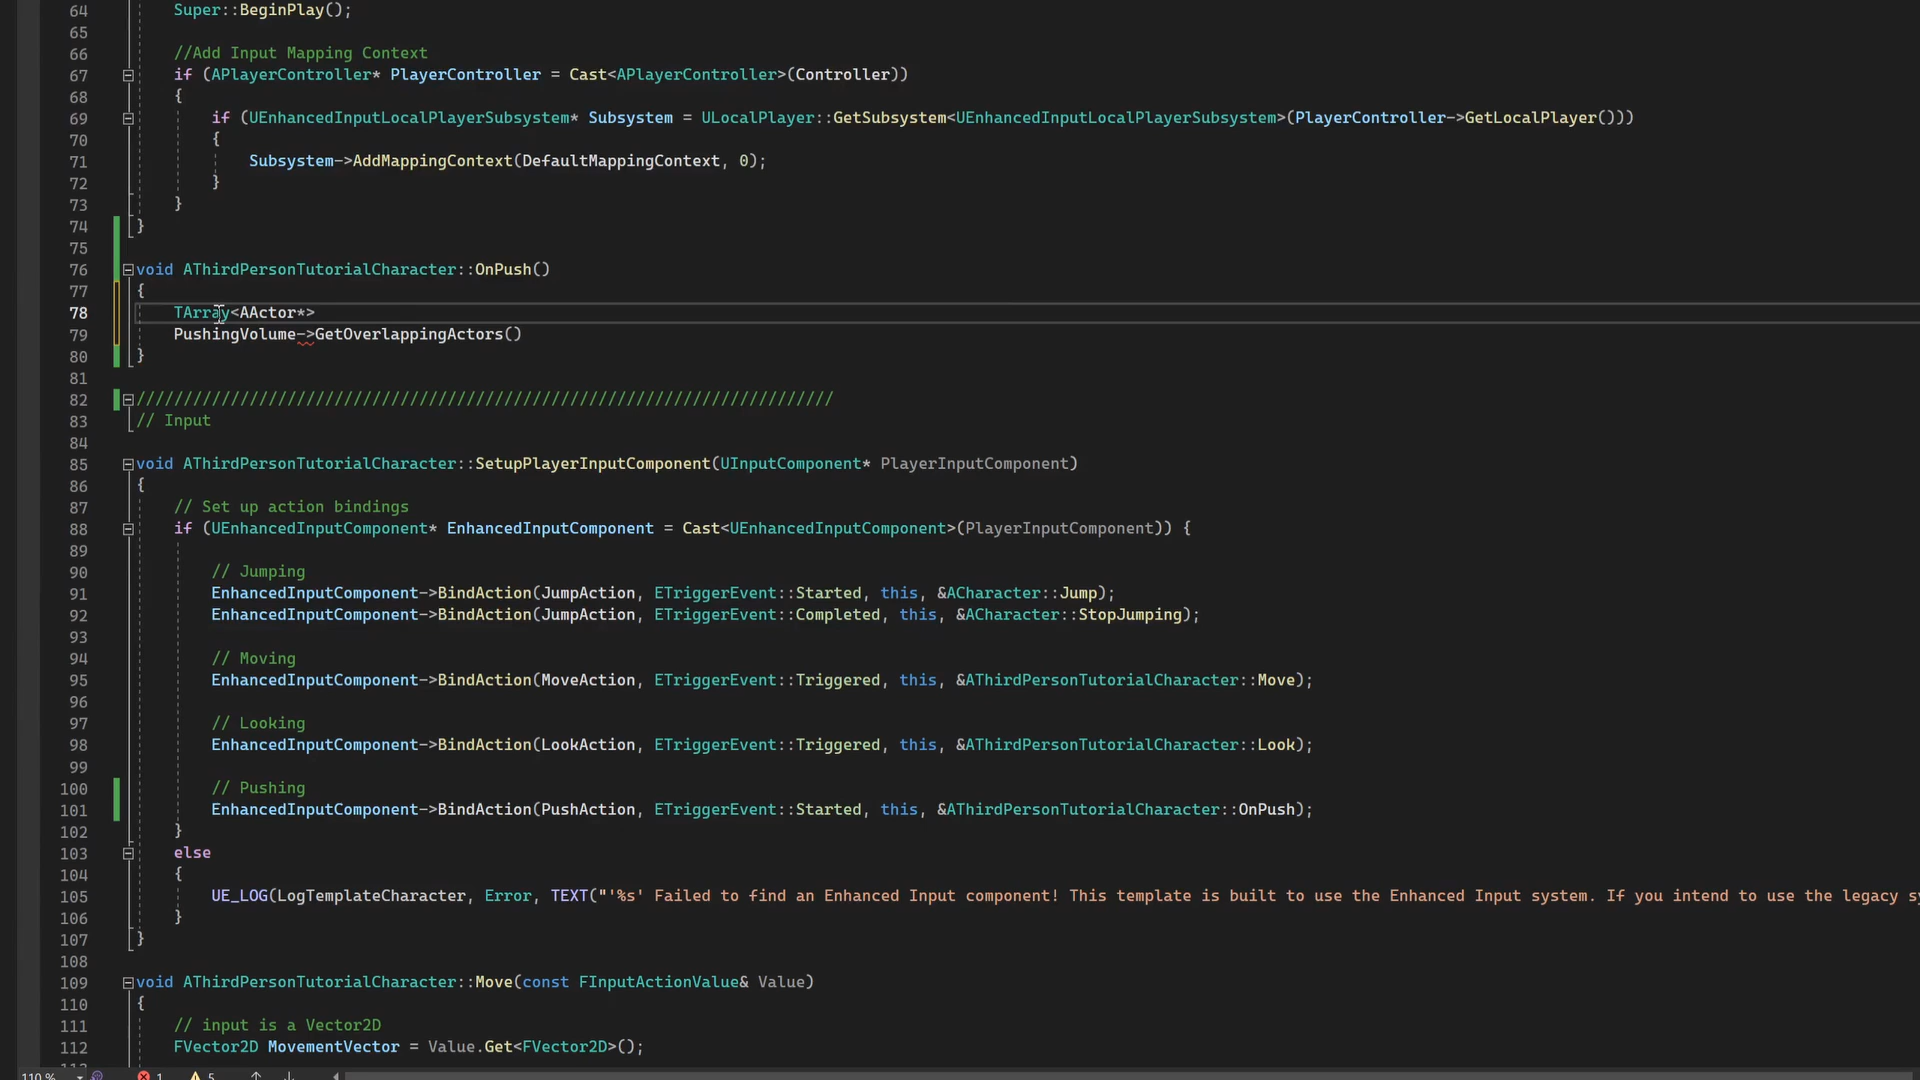 64 Super::BeginPlay();
65
66 //Add Input Mapping Context
67 if (APlayerController* PlayerController = Cast<APlayerController>(Controller))
68 {
69 if (UEnhancedInputLocalPlayerSubsystem* Subsystem = ULocalPlayer::GetSubsystem<UEnhancedInputLocalPlayerSubsystem>(PlayerController->GetLocalPlayer()))
70 {
71 Subsystem->AddMappingContext(DefaultMappingContext, 0);
72 }
73 }
74 }
75
76 void AThirdPersonTutorialCharacter::OnPush()
77 {
78 TArray<AActor*>
79 PushingVolume->GetOverlappingActors()
80 }
81
82 //////////////////////////////////////////////////////////////////////////
83 // Input
84
85 void AThirdPersonTutorialCharacter::SetupPlayerInputComponent(UInputComponent* PlayerInputComponent)
86 {
87 // Set up action bindings
88 if (UEnhancedInputComponent* EnhancedInputComponent = Cast<UEnhancedInputComponent>(PlayerInputComponent)) {
89
90 // Jumping
91 EnhancedInputComponent->BindAction(JumpAction, ETriggerEvent::Started, this, &ACharacter::Jump);
92 EnhancedInputComponent->BindAction(JumpAction, ETriggerEvent::Completed, this, &ACharacter::StopJumping);
93
94 // Moving
95 EnhancedInputComponent->BindAction(MoveAction, ETriggerEvent::Triggered, this, &AThirdPersonTutorialCharacter::Move);
96
97 // Looking
98 EnhancedInputComponent->BindAction(LookAction, ETriggerEvent::Triggered, this, &AThirdPersonTutorialCharacter::Look);
99
100 // Pushing
101 EnhancedInputComponent->BindAction(PushAction, ETriggerEvent::Started, this, &AThirdPersonTutorialCharacter::OnPush);
102 }
103 else
104 {
105 UE_LOG(LogTemplateCharacter, Error, TEXT("'%s' Failed to find an Enhanced Input component! This template is built to use the Enhanced Input system. If you intend to use the legacy s
106 }
107 }
108
109 void AThirdPersonTutorialCharacter::Move(const FInputActionValue& Value)
110 {
111 // input is a Vector2D
112 FVector2D MovementVector = Value.Get<FVector2D>();
110 % 1 5